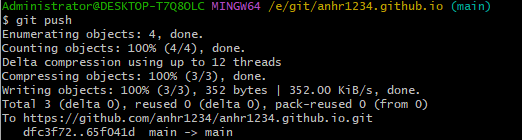 Administrator@DESKTOP-T7Q8OLC MINGW64 /e/git/anhr1234.github.io (main)
$ git push
Enumerating objects: 4, done.
Counting objects: 100% (4/4), done.
Delta compression using up to 12 threads
Compressing objects: 100% (3/3), done.
Writing objects: 100% (3/3), 352 bytes | 352.00 KiB/s, done.
Total 3 (delta 0), reused 0 (delta 0), pack-reused 0 (from 0)
To https://github.com/anhr1234/anhr1234.github.io.git
   dfc3f72..65f041d  main -> main